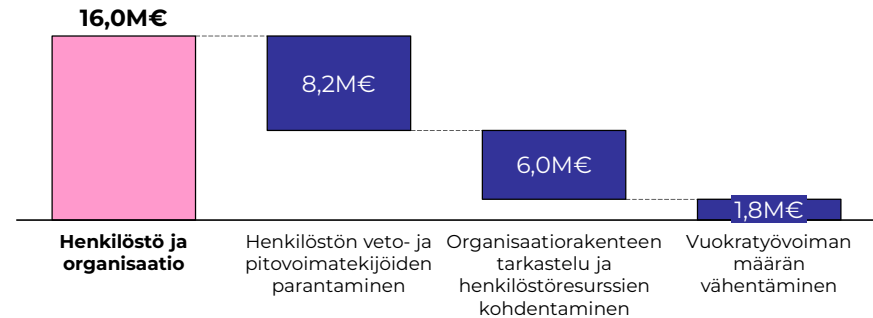 16,0M€
8,2M€
6,0M€
1,8M€
Henkilöstö ja
organisaatio
Henkilöstön veto- ja
pitovoimatekijöiden
parantaminen
Organisaatiorakenteen
tarkastelu ja
henkilöstöresurssien
kohdentaminen
Vuokratyövoiman
määrän
vähentäminen